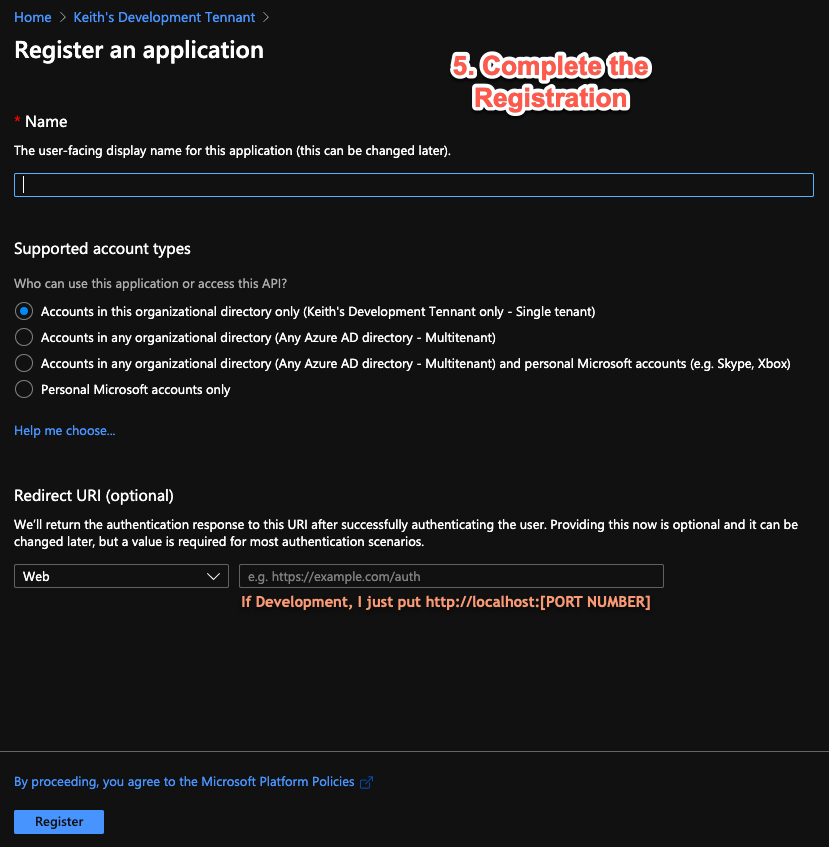 Home > Keith's Development Tennant >
Register an application
5. Complete the
Registration
* Name
The user-facing display name for this application (this can be changed later).
Supported account types
Who can use this application or access this API?
Accounts in this organizational directory only (Keith's Development Tennant only - Single tenant)
Accounts in any organizational directory (Any Azure AD directory - Multitenant)
Accounts in any organizational directory (Any Azure AD directory - Multitenant) and personal Microsoft accounts (e.g. Skype, Xbox)
Personal Microsoft accounts only
Help me choose...
Redirect URI (optional)
We'll return the authentication response to this URI after successfully authenticating the user. Providing this now is optional and it can be
changed later, but a value is required for most authentication scenarios.
Web e.g. https://example.com/auth
If Development, I just put http://localhost:[PORT NUMBER]
By proceeding, you agree to the Microsoft Platform Policies
Register